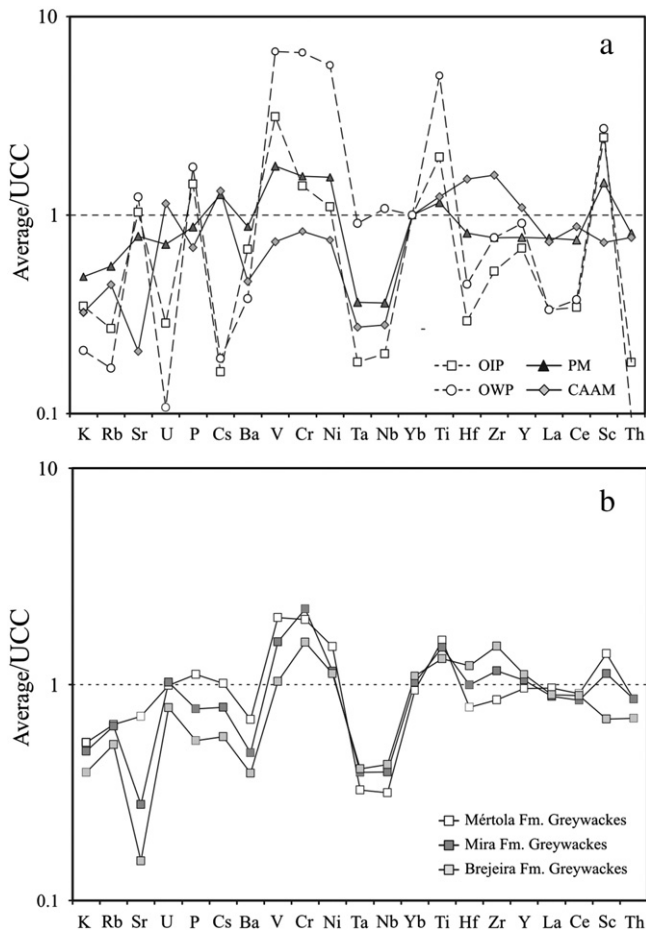 10
a
Average/UCC
1
OIP
PM
OWP
CAAM
0.1
K Rb Sr U P Cs Ba V Cr Ni Ta Nb Yb Ti Hf Zr Y La Ce Sc Th
10
b
Average/UCC
1
Mértola Fm. Greywackes
Mira Fm. Greywackes
Brejeira Fm. Greywackes
0.1
K Rb Sr U P Cs Ba V Cr Ni Ta Nb Yb Ti Hf Zr Y La Ce Sc Th